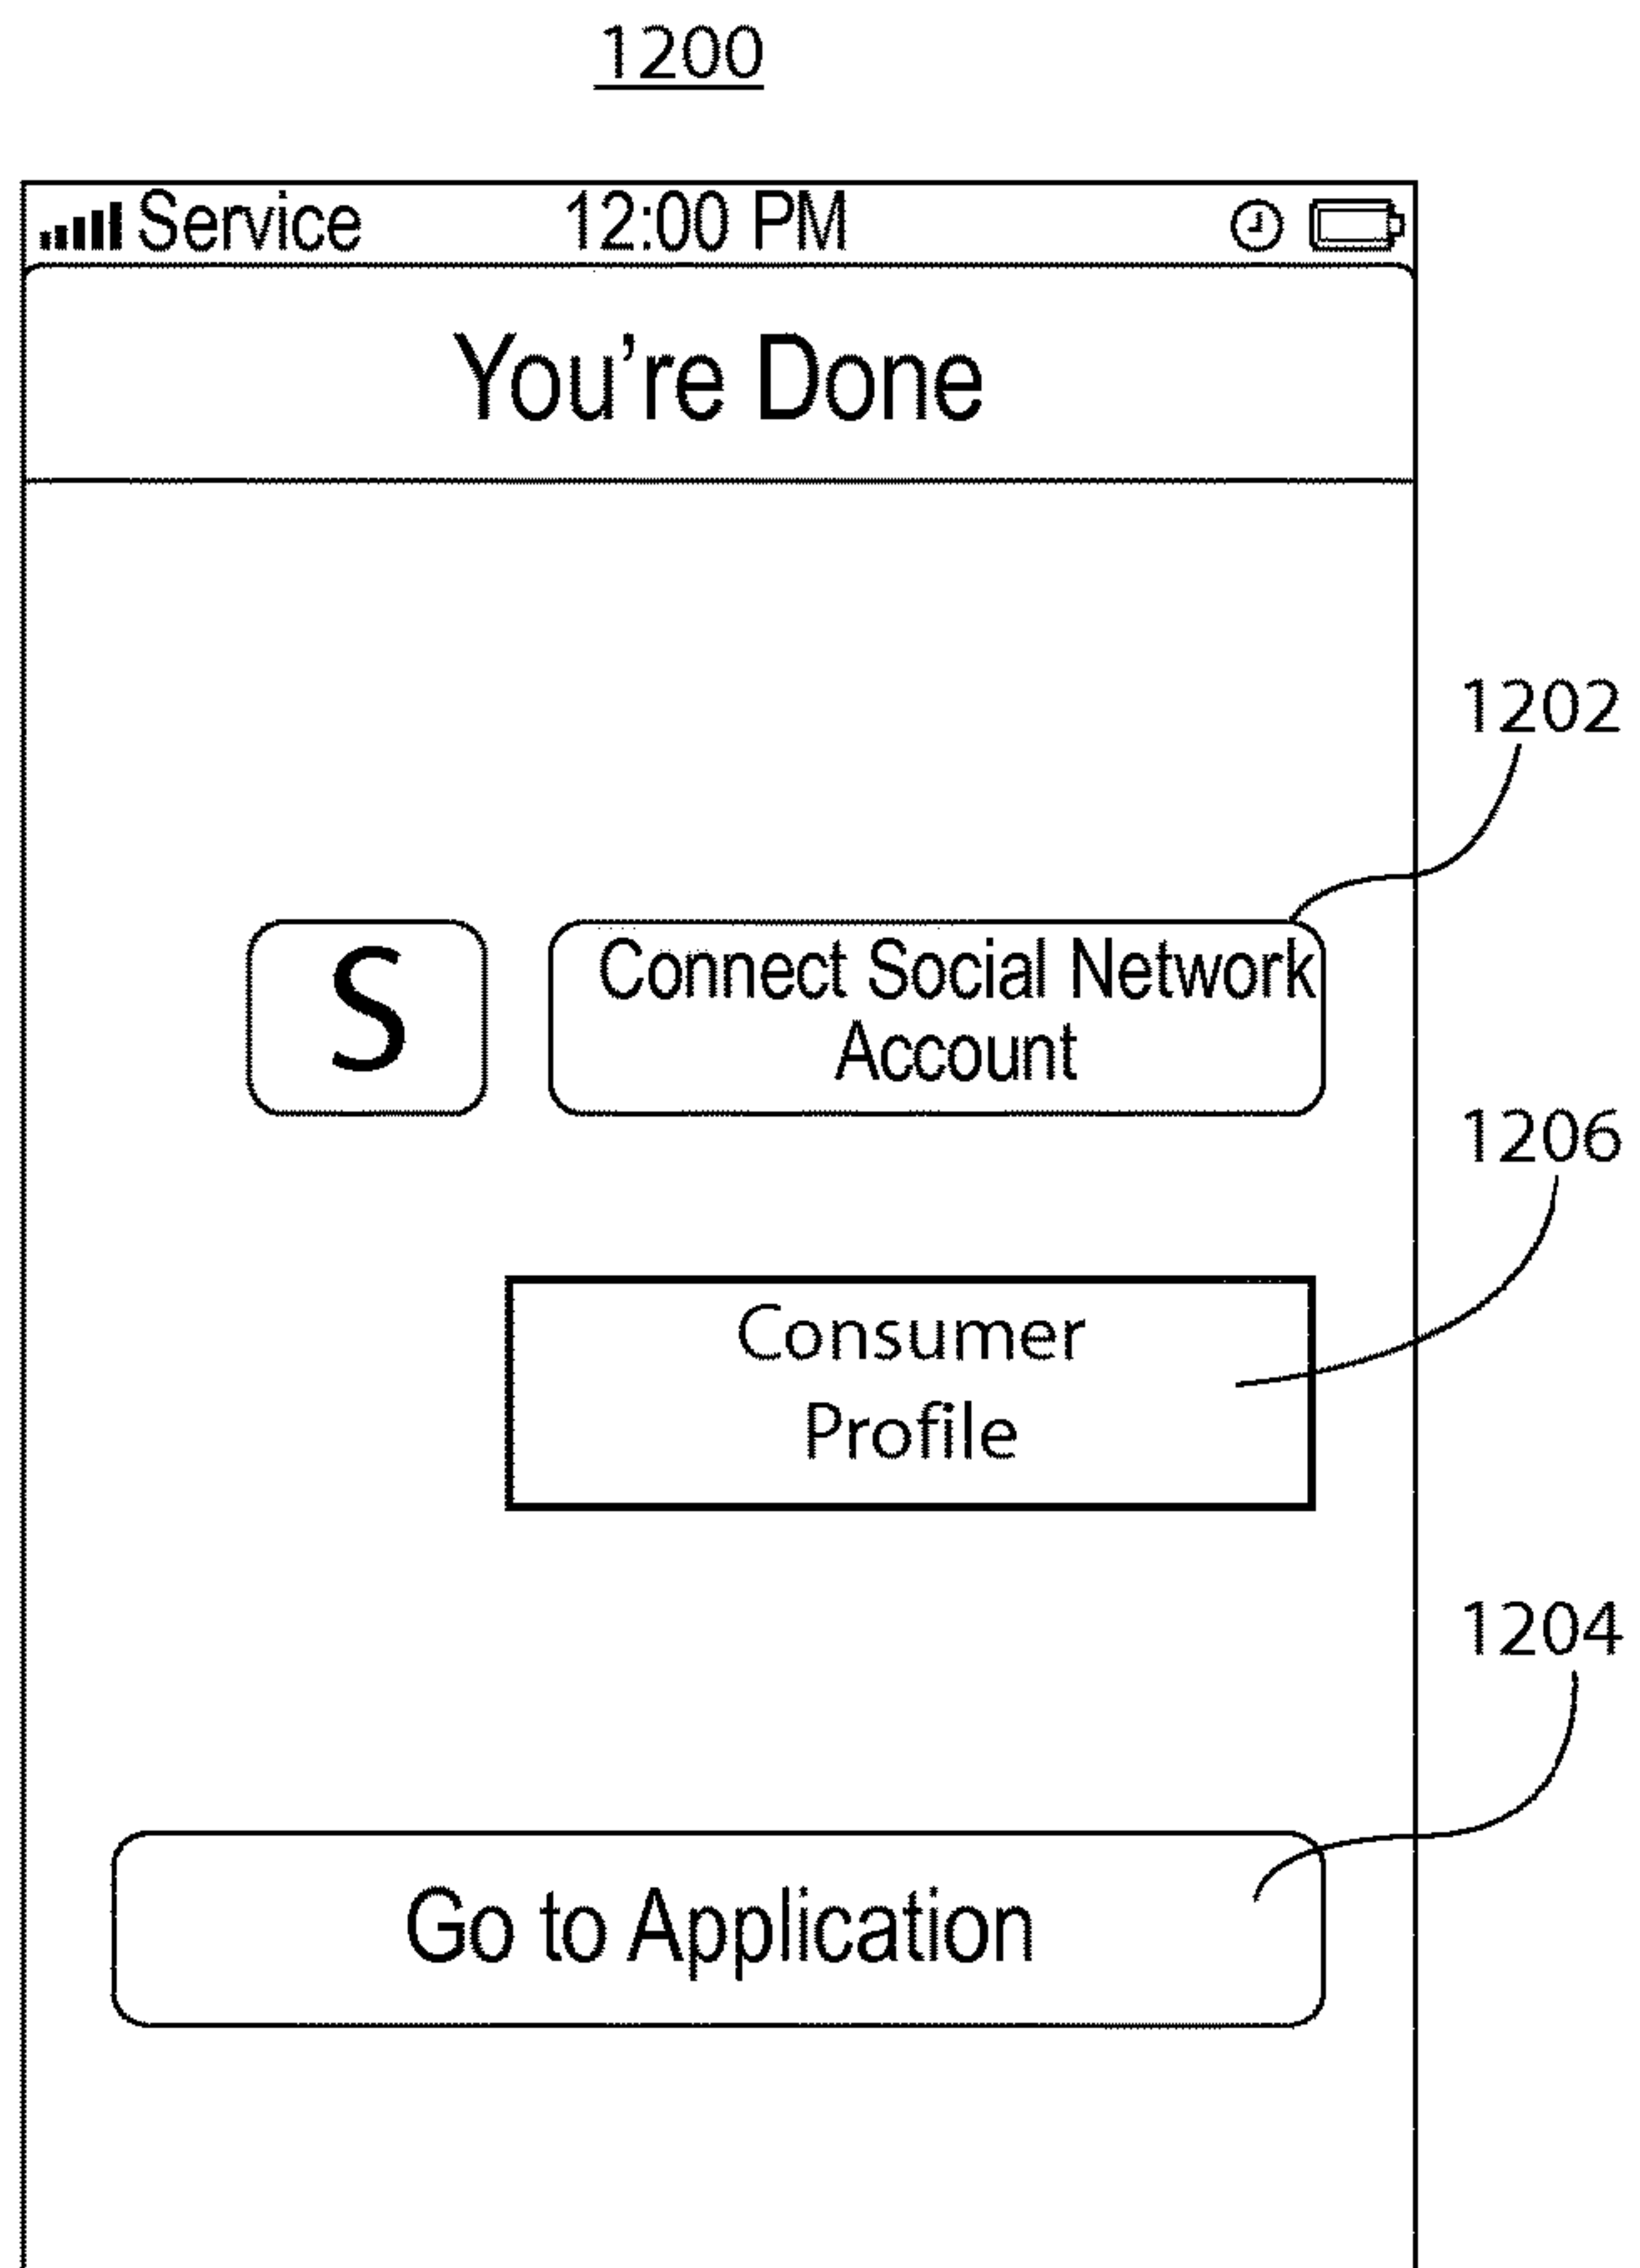 1200
Service 12:00 PM
You're Done
1202
S
Connect Social Network
Account
1206
Consumer
Profile
1204
Go to Application